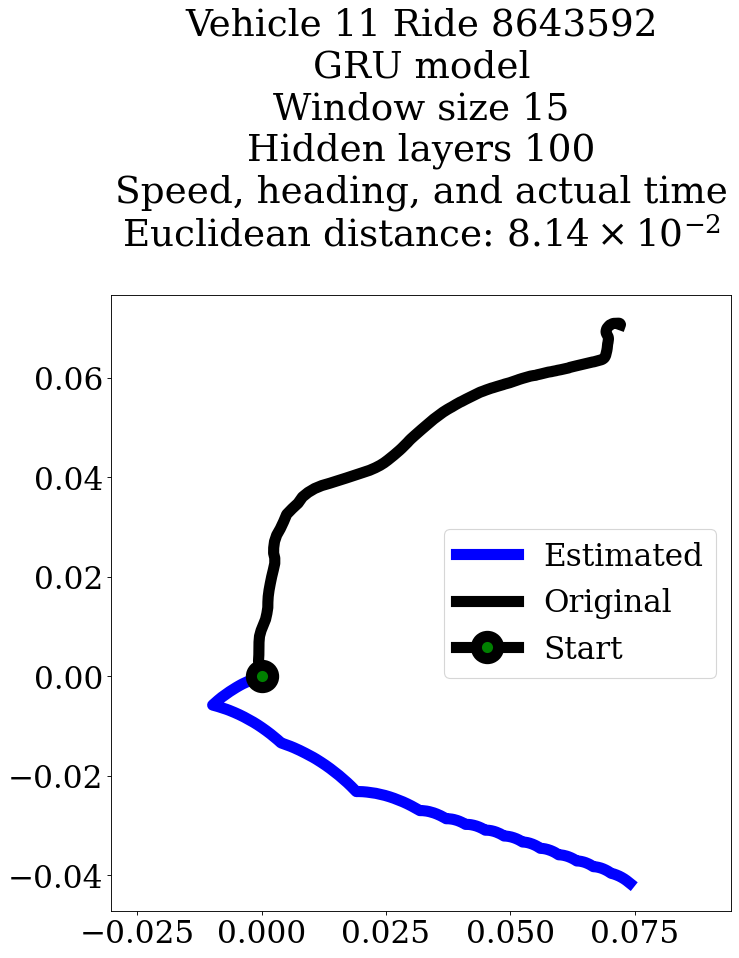 Vehicle 11 Ride 8643592
GRU model
Window size 15
Hidden layers 100
Speed, heading, and actual time
Euclidean distance: 8.14 × 10⁻²
0.06
0.04
0.02
0.00
−0.02
−0.04
Estimated
Original
Start
−0.025 0.000 0.025 0.050 0.075